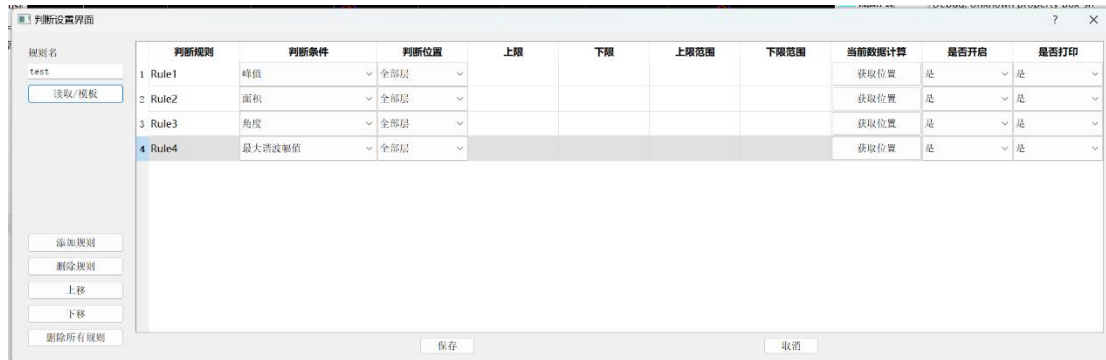 判断设置界面
? ×
规则名
test
读取/模板
添加规则
删除规则
上移
下移
删除所有规则
判断规则 判断条件 判断位置 上限 下限 上限范围 下限范围 当前数据计算 是否开启 是否打印
1 Rule1 峰值 全部层 获取位置 是 是
2 Rule2 面积 全部层 获取位置 是 是
3 Rule3 角度 全部层 获取位置 是 是
4 Rule4 最大谐波幅值 全部层 获取位置 是 是
保存 取消